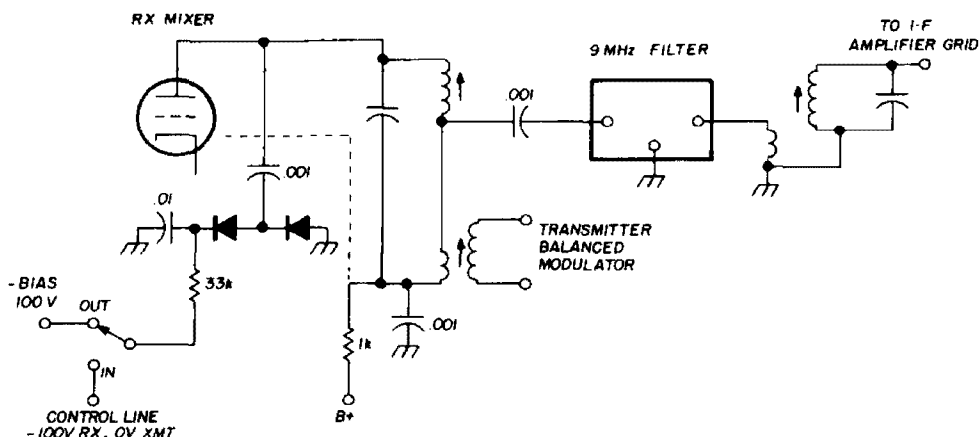 RX MIXER
9 MHz FILTER
TO I-F
AMPLIFIER GRID
.001
.001
.01
TRANSMITTER
BALANCED
MODULATOR
33k
- BIAS
100 V
OUT
.001
1k
IN
B+
CONTROL LINE
-100V RX, 0V XMT